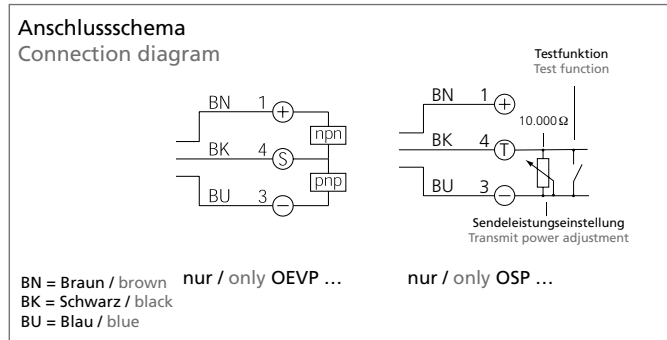 Anschlussschema
Connection diagram
BN 1 +
npn
BK 4 S
pnp
BU 3 −
nur / only OEVP ...
Testfunktion
Test function
BN 1 +
10.000 Ω
BK 4 T
BU 3 −
Sendeleistungseinstellung
Transmit power adjustment
nur / only OSP ...
BN = Braun / brown
BK = Schwarz / black
BU = Blau / blue